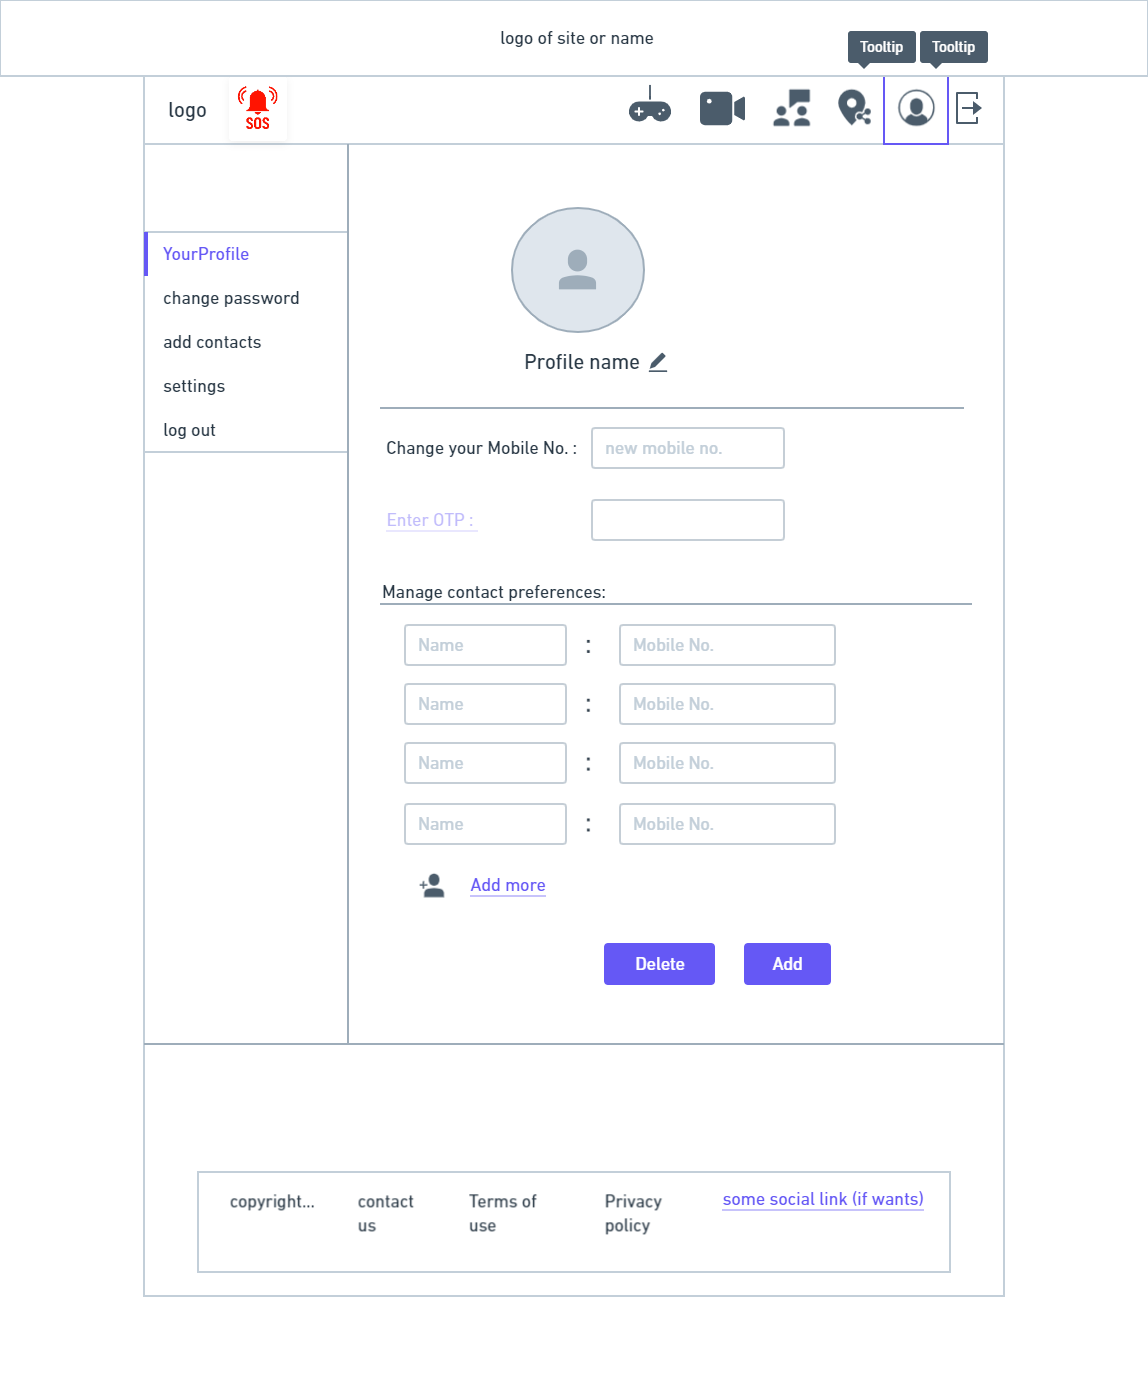 logo of site or name
Tooltip
Tooltip
logo
SOS
YourProfile
change password
add contacts
settings
log out
Profile name
Change your Mobile No. :
new mobile no.
Enter OTP :
Manage contact preferences:
Name
:
Mobile No.
Name
:
Mobile No.
Name
:
Mobile No.
Name
:
Mobile No.
Add more
Delete
Add
copyright...
contact
us
Terms of
use
Privacy
policy
some social link (if wants)